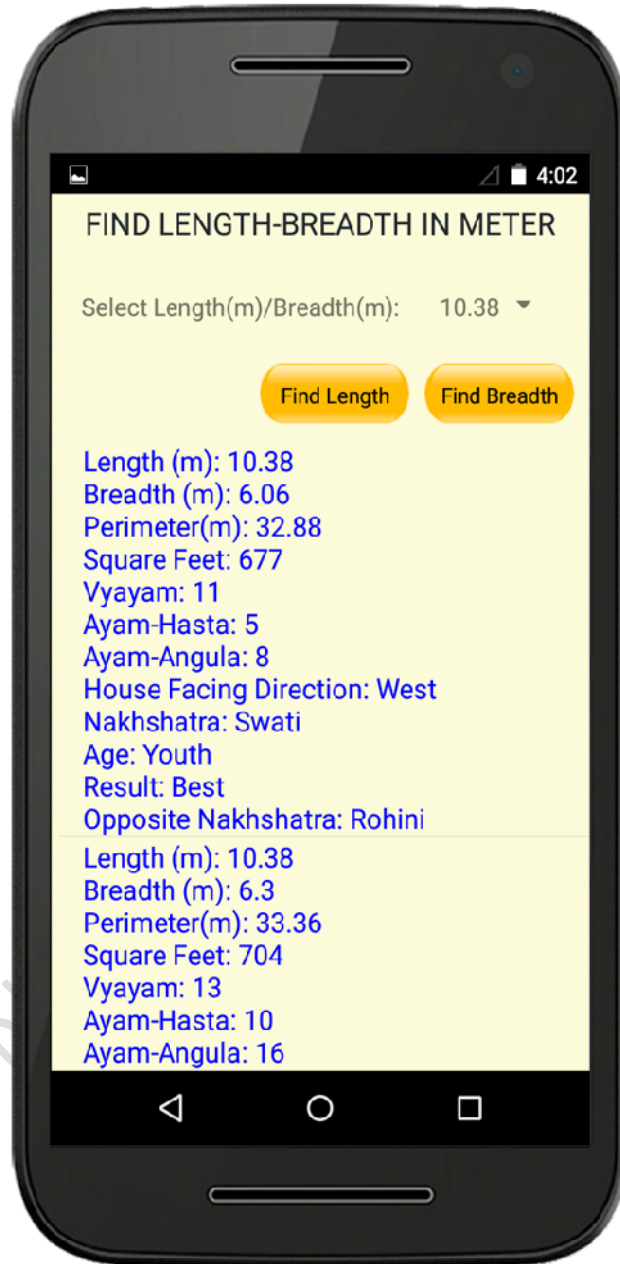 4:02
FIND LENGTH-BREADTH IN METER
Select Length(m)/Breadth(m): 10.38
Find Length Find Breadth
Length (m): 10.38
Breadth (m): 6.06
Perimeter(m): 32.88
Square Feet: 677
Vyayam: 11
Ayam-Hasta: 5
Ayam-Angula: 8
House Facing Direction: West
Nakhshatra: Swati
Age: Youth
Result: Best
Opposite Nakhshatra: Rohini
Length (m): 10.38
Breadth (m): 6.3
Perimeter(m): 33.36
Square Feet: 704
Vyayam: 13
Ayam-Hasta: 10
Ayam-Angula: 16